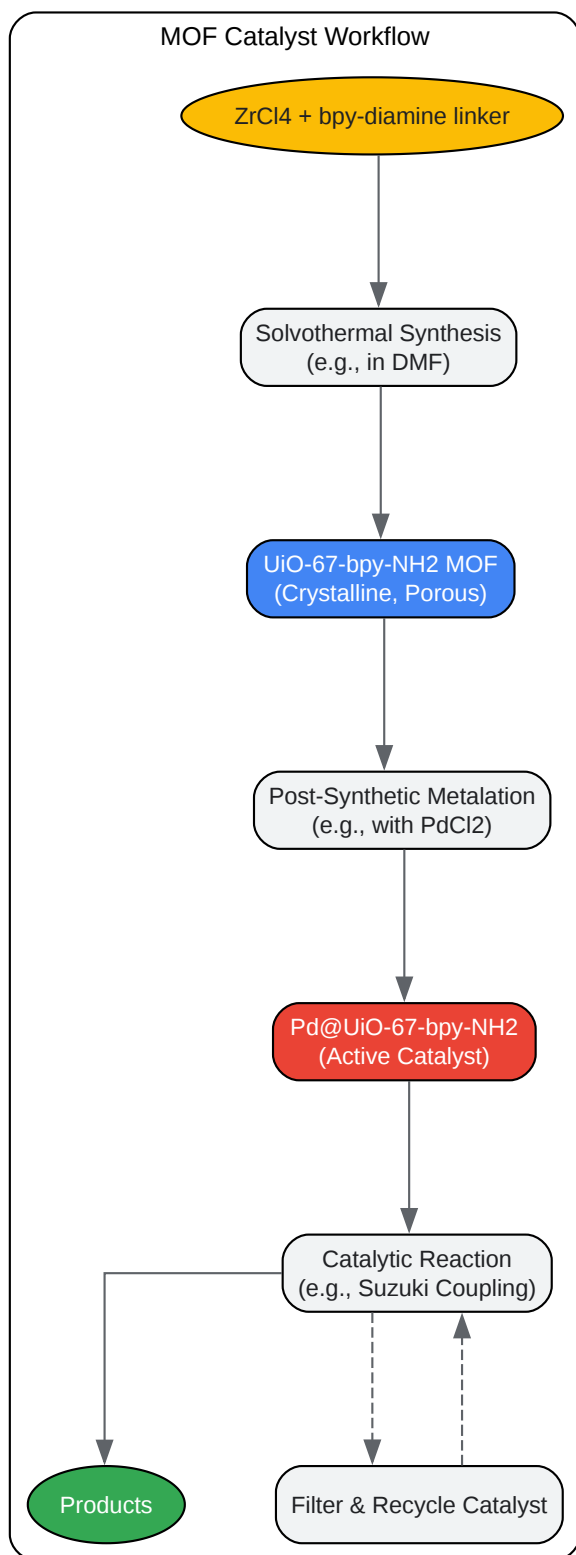 MOF Catalyst Workflow
ZrCl4 + bpy-diamine linker
Solvothermal Synthesis
(e.g., in DMF)
UiO-67-bpy-NH2 MOF
(Crystalline, Porous)
Post-Synthetic Metalation
(e.g., with PdCl2)
Pd@UiO-67-bpy-NH2
(Active Catalyst)
Catalytic Reaction
(e.g., Suzuki Coupling)
Products
Filter & Recycle Catalyst